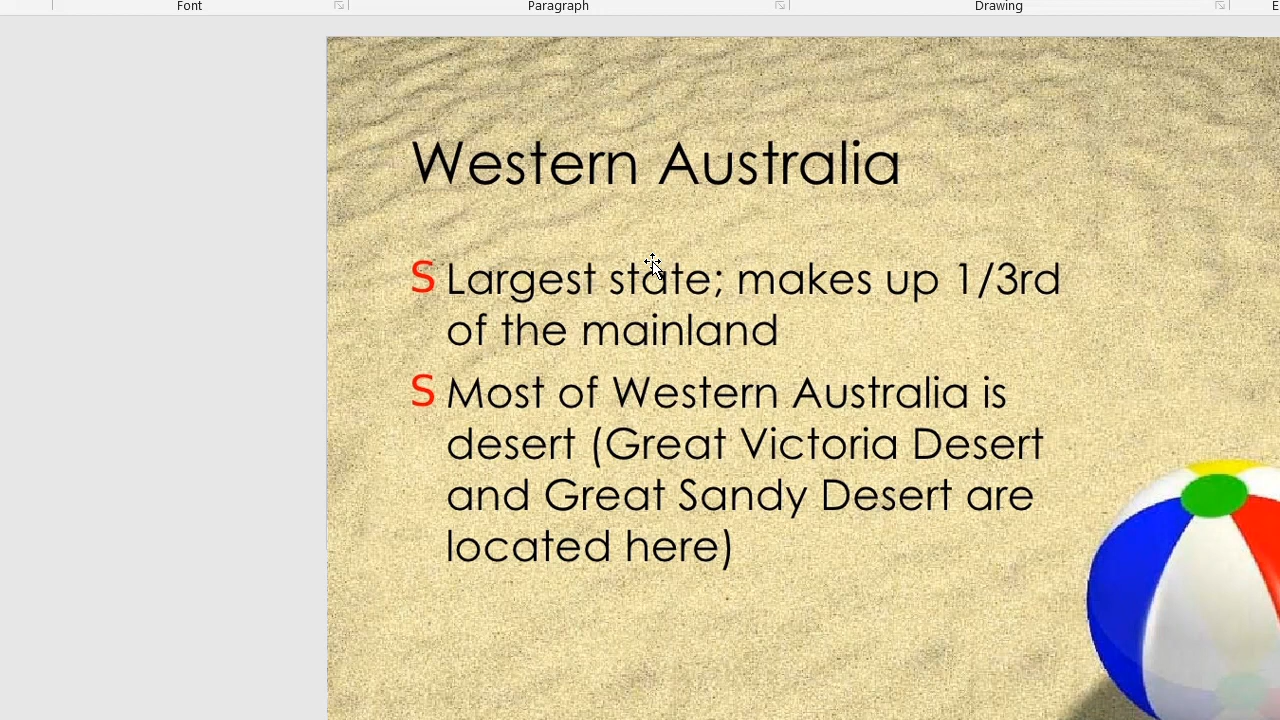 Font Paragraph Drawing E
Western Australia
S Largest state; makes up 1/3rd
of the mainland
S Most of Western Australia is
desert (Great Victoria Desert
and Great Sandy Desert are
located here)